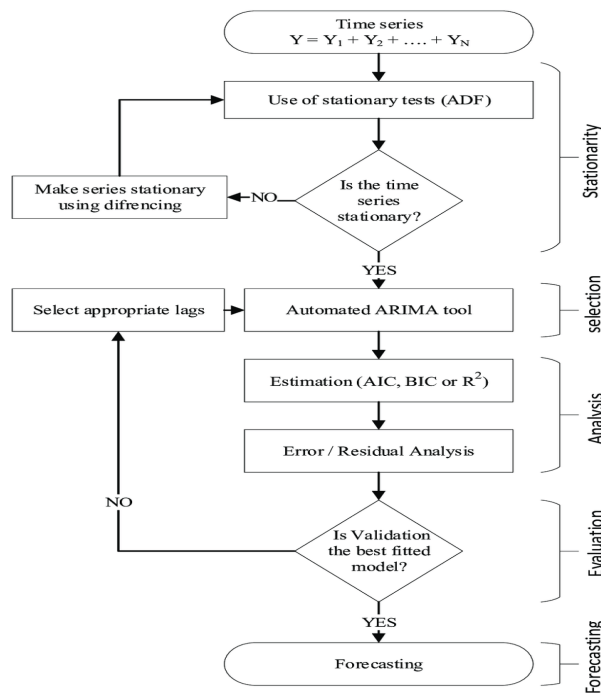 Time series
Y = Y₁ + Y₂ + .... + Y_N
Use of stationary tests (ADF)
Make series stationary
using difrencing
NO
Is the time
series
stationary?
YES
Stationarity
Select appropriate lags
Automated ARIMA tool
selection
Estimation (AIC, BIC or R²)
Error / Residual Analysis
Analysis
NO
Is Validation
the best fitted
model?
YES
Evaluation
Forecasting
Forecasting